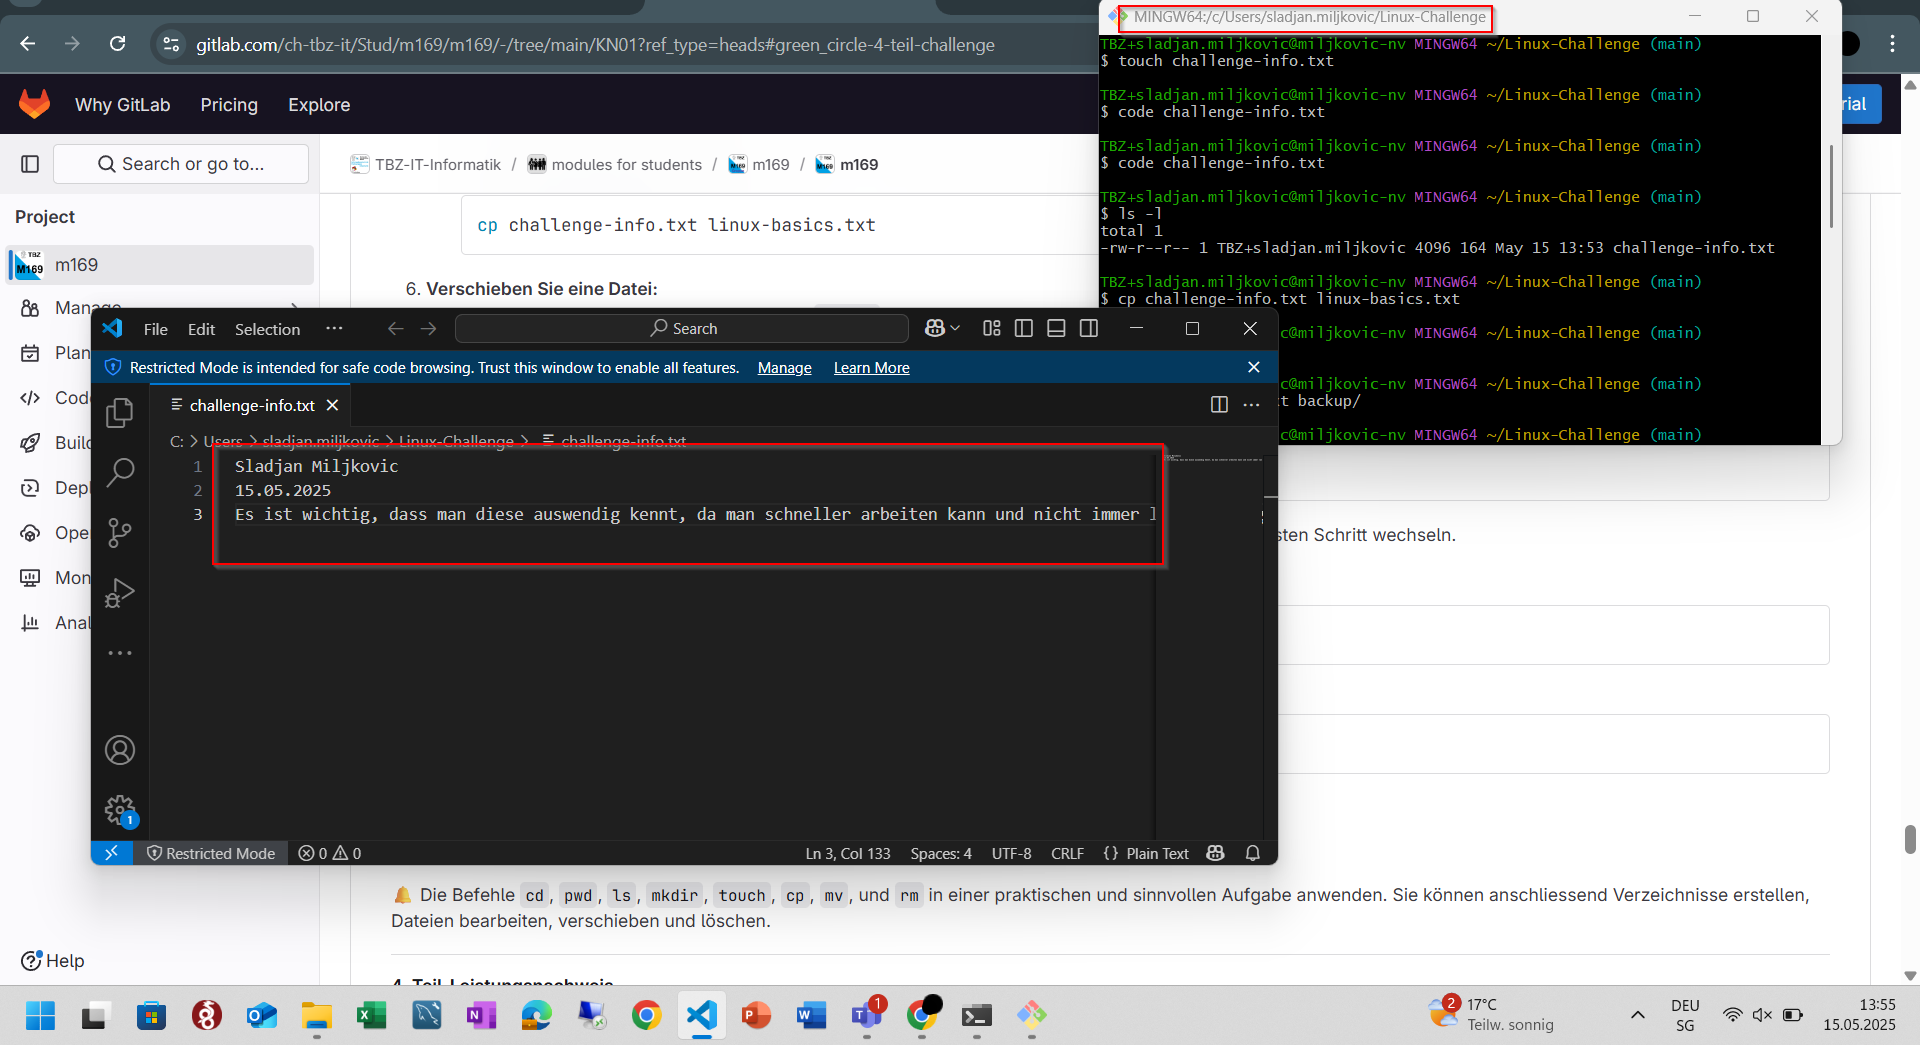 gitlab.com/ch-tbz-it/Stud/m169/m169/-/tree/main/KN01?ref_type=heads#green_circle-4-teil-challenge
Why GitLab
Pricing
Explore
rial
Search or go to...
TBZ-IT-Informatik / modules for students / m169 / m169
Project
m169
Manage
Plan
Code
Build
Depl
Oper
Mon
Anal
Help
cp challenge-info.txt linux-basics.txt
6. Verschieben Sie eine Datei:
sten Schritt wechseln.
🔔 Die Befehle cd, pwd, ls, mkdir, touch, cp, mv, und rm in einer praktischen und sinnvollen Aufgabe anwenden. Sie können anschliessend Verzeichnisse erstellen,
Dateien bearbeiten, verschieben und löschen.
4. Teil-Leistungsnachweis
MINGW64:/c/Users/sladjan.miljkovic/Linux-Challenge
TBZ+sladjan.miljkovic@miljkovic-nv MINGW64 ~/Linux-Challenge (main)
$ touch challenge-info.txt
TBZ+sladjan.miljkovic@miljkovic-nv MINGW64 ~/Linux-Challenge (main)
$ code challenge-info.txt
TBZ+sladjan.miljkovic@miljkovic-nv MINGW64 ~/Linux-Challenge (main)
$ code challenge-info.txt
TBZ+sladjan.miljkovic@miljkovic-nv MINGW64 ~/Linux-Challenge (main)
$ ls -l
total 1
-rw-r--r-- 1 TBZ+sladjan.miljkovic 4096 164 May 15 13:53 challenge-info.txt
TBZ+sladjan.miljkovic@miljkovic-nv MINGW64 ~/Linux-Challenge (main)
$ cp challenge-info.txt linux-basics.txt
c@miljkovic-nv MINGW64 ~/Linux-Challenge (main)
c@miljkovic-nv MINGW64 ~/Linux-Challenge (main)
t backup/
c@miljkovic-nv MINGW64 ~/Linux-Challenge (main)
File Edit Selection ···
Search
Restricted Mode is intended for safe code browsing. Trust this window to enable all features. Manage Learn More
challenge-info.txt
C: > Users > sladjan.miljkovic > Linux-Challenge > challenge-info.txt
1 Sladjan Miljkovic
2 15.05.2025
3 Es ist wichtig, dass man diese auswendig kennt, da man schneller arbeiten kann und nicht immer l
1
Restricted Mode 0 0
Ln 3, Col 133 Spaces: 4 UTF-8 CRLF {} Plain Text
1
2
17°C
Teilw. sonnig
DEU
SG
13:55
15.05.2025